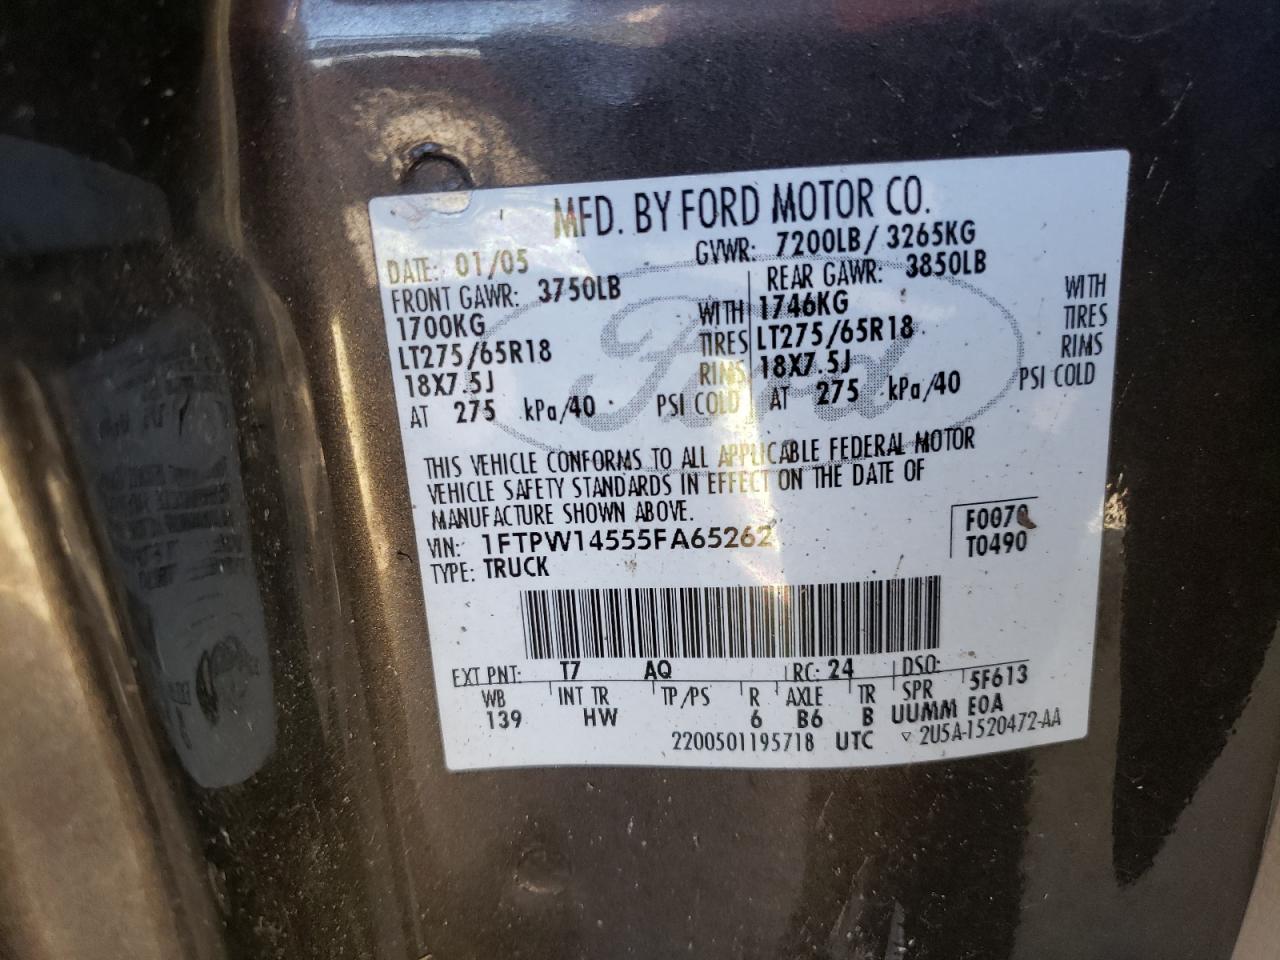 MFD. BY FORD MOTOR CO.
DATE: 01/05 GVWR: 7200LB / 3265KG
FRONT GAWR: 3750LB REAR GAWR: 3850LB
1700KG WITH 1746KG WITH
LT275/65R18 TIRES LT275/65R18 TIRES
18X7.5J RIMS 18X7.5J RIMS
AT 275 kPa/40 PSI COLD AT 275 kPa/40 PSI COLD
Ford
THIS VEHICLE CONFORMS TO ALL APPLICABLE FEDERAL MOTOR
VEHICLE SAFETY STANDARDS IN EFFECT ON THE DATE OF
MANUFACTURE SHOWN ABOVE.
VIN: 1FTPW14555FA65262 F0070
TYPE: TRUCK T0490
EXT PNT: T7 AQ RC: 24 DSO:
WB INT TR TP/PS R AXLE TR SPR 5F613
139 HW 6 B6 B UUMM E0A
2200501195718 UTC ▽ 2U5A-1520472-AA